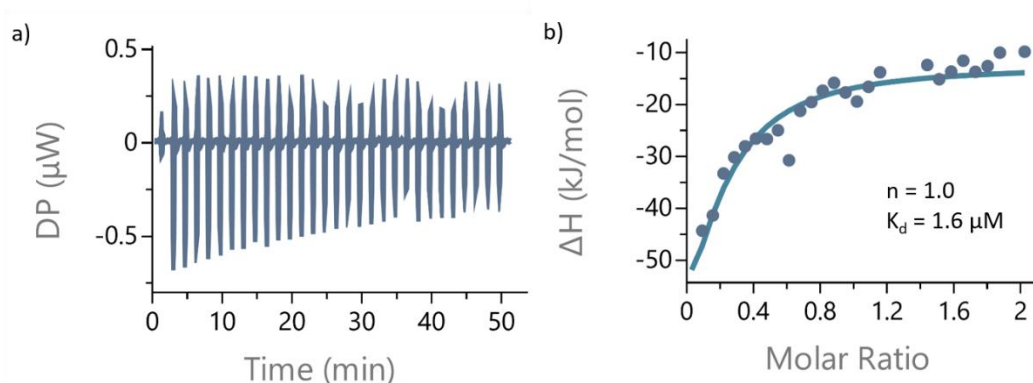 a)
0.5
0
-0.5
DP (μW)
0 10 20 30 40 50
Time (min)
b)
-10
-20
-30
-40
-50
ΔH (kJ/mol)
n = 1.0
Kd = 1.6 μM
0 0.4 0.8 1.2 1.6 2
Molar Ratio